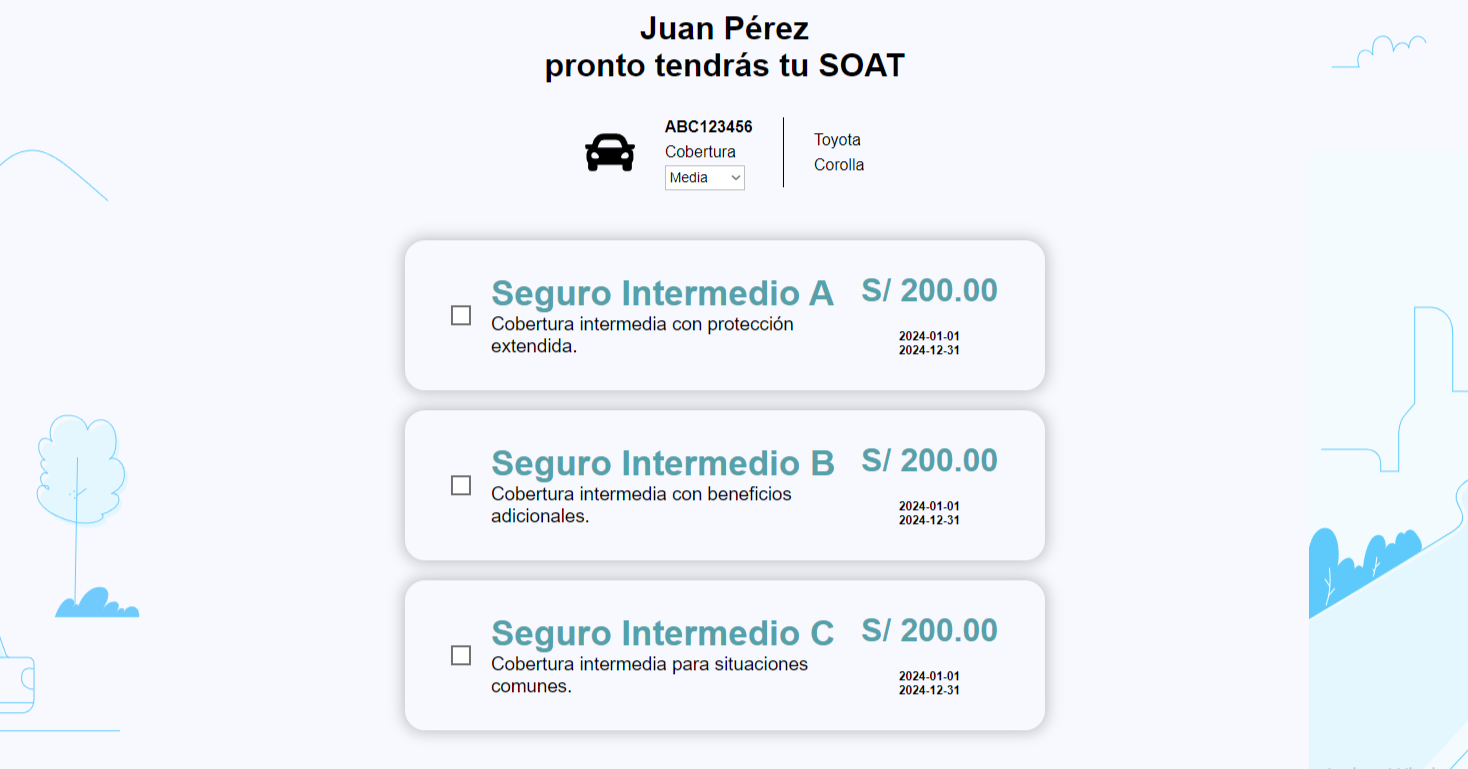 Juan Pérez
pronto tendrás tu SOAT
ABC123456
Cobertura
Media
Toyota
Corolla
Seguro Intermedio A
Cobertura intermedia con protección
extendida.
S/ 200.00
2024-01-01
2024-12-31
Seguro Intermedio B
Cobertura intermedia con beneficios
adicionales.
S/ 200.00
2024-01-01
2024-12-31
Seguro Intermedio C
Cobertura intermedia para situaciones
comunes.
S/ 200.00
2024-01-01
2024-12-31